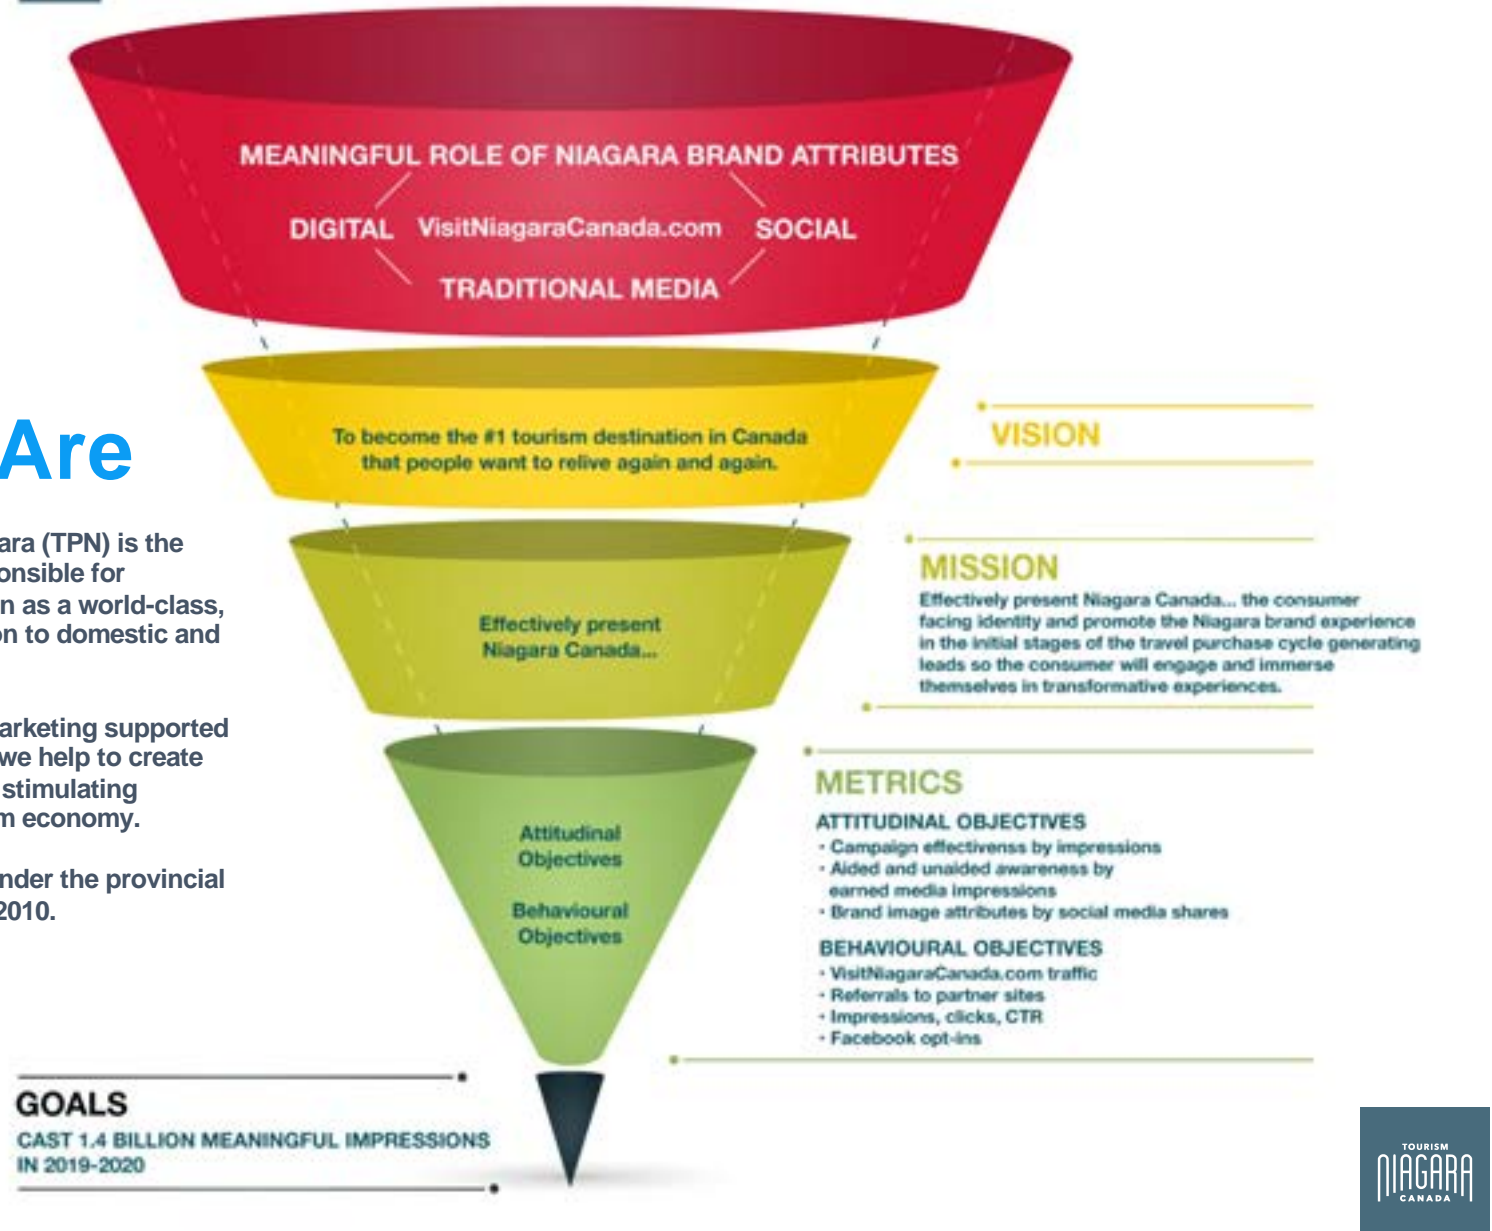 MEANINGFUL ROLE OF NIAGARA BRAND ATTRIBUTES
DIGITAL VisitNiagaraCanada.com SOCIAL
TRADITIONAL MEDIA
To become the #1 tourism destination in Canada
that people want to relive again and again.
VISION
Are
ara (TPN) is the
onsible for
n as a world-class,
on to domestic and
arketing supported
we help to create
stimulating
m economy.
nder the provincial
2010.
Effectively present
Niagara Canada...
MISSION
Effectively present Niagara Canada... the consumer
facing identity and promote the Niagara brand experience
in the initial stages of the travel purchase cycle generating
leads so the consumer will engage and immerse
themselves in transformative experiences.
Attitudinal
Objectives
Behavioural
Objectives
METRICS
ATTITUDINAL OBJECTIVES
· Campaign effectivenss by impressions
· Aided and unaided awareness by
earned media impressions
· Brand image attributes by social media shares
BEHAVIOURAL OBJECTIVES
· VisitNiagaraCanada.com traffic
· Referrals to partner sites
· Impressions, clicks, CTR
· Facebook opt-ins
GOALS
CAST 1.4 BILLION MEANINGFUL IMPRESSIONS
IN 2019-2020
TOURISM
NIAGARA
CANADA